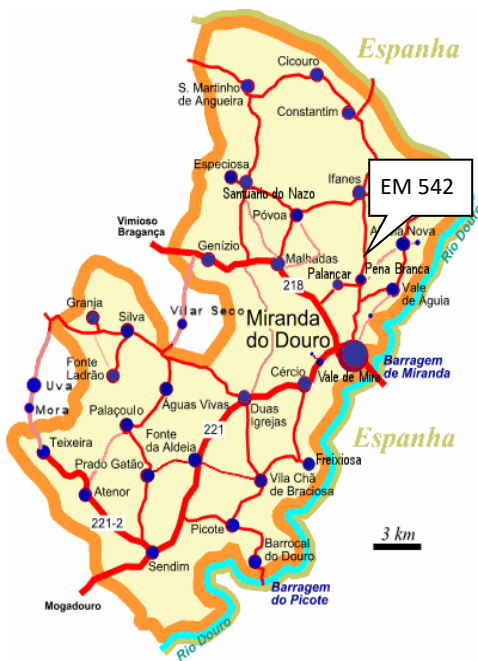 Espanha
Cicouro
S. Martinho
de Angueira
Constantim
Especiosa
Ifanes
Santuario do Nazo
EM 542
Póvoa
Nova
Vimioso
Bragança
Genízio
Malhadas
Palançar
Pena Branca
Rio Douro
218
Vale
de Aguia
Granja
Silva
Vilar Seco
Miranda
do Douro
Fonte
Ladrão
Barragem
de Miranda
Uva
Cércio
Vale de Mira
Mora
Palaçoulo
Águas Vivas
Duas
Igrejas
Espanha
Teixeira
Fonte
da Aldeia
221
Prado Gatão
Freixiosa
Atenor
Vila Chã
de Braciosa
221-2
Picote
3 km
Sendim
Barrocal
do Douro
Mogadouro
Barragem
do Picote
Rio Douro